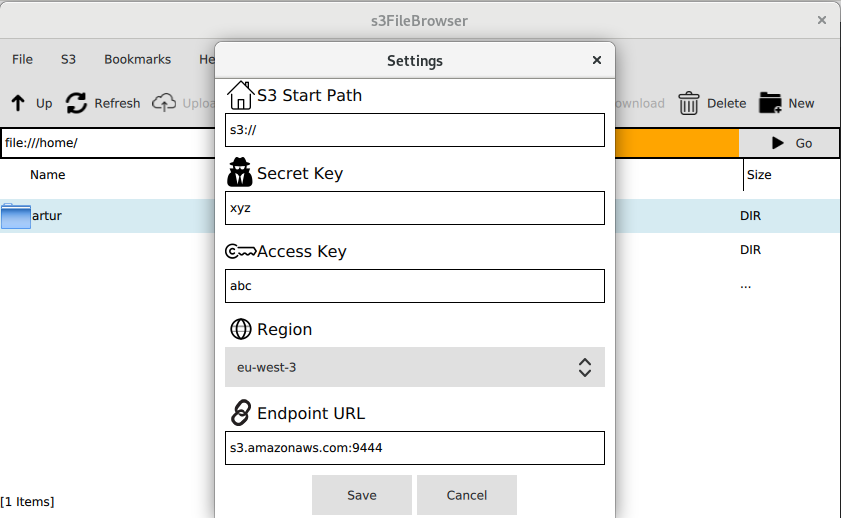 s3FileBrowser
File S3 Bookmarks He
Settings
Up Refresh Uploa ownload Delete New
S3 Start Path
s3://
file:///home/ Go
Name Size
Secret Key
xyz
artur DIR
Access Key
DIR
abc
...
Region
eu-west-3
Endpoint URL
s3.amazonaws.com:9444
Save Cancel
[1 Items]